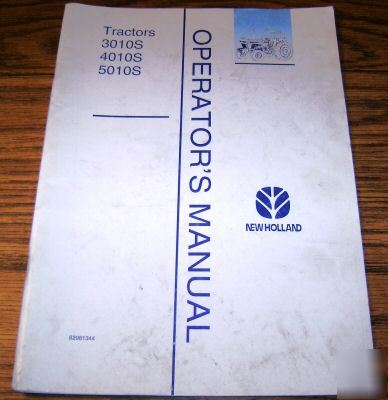 Tractors
3010S
4010S
5010S
OPERATOR'S MANUAL
NEW HOLLAND
82981344